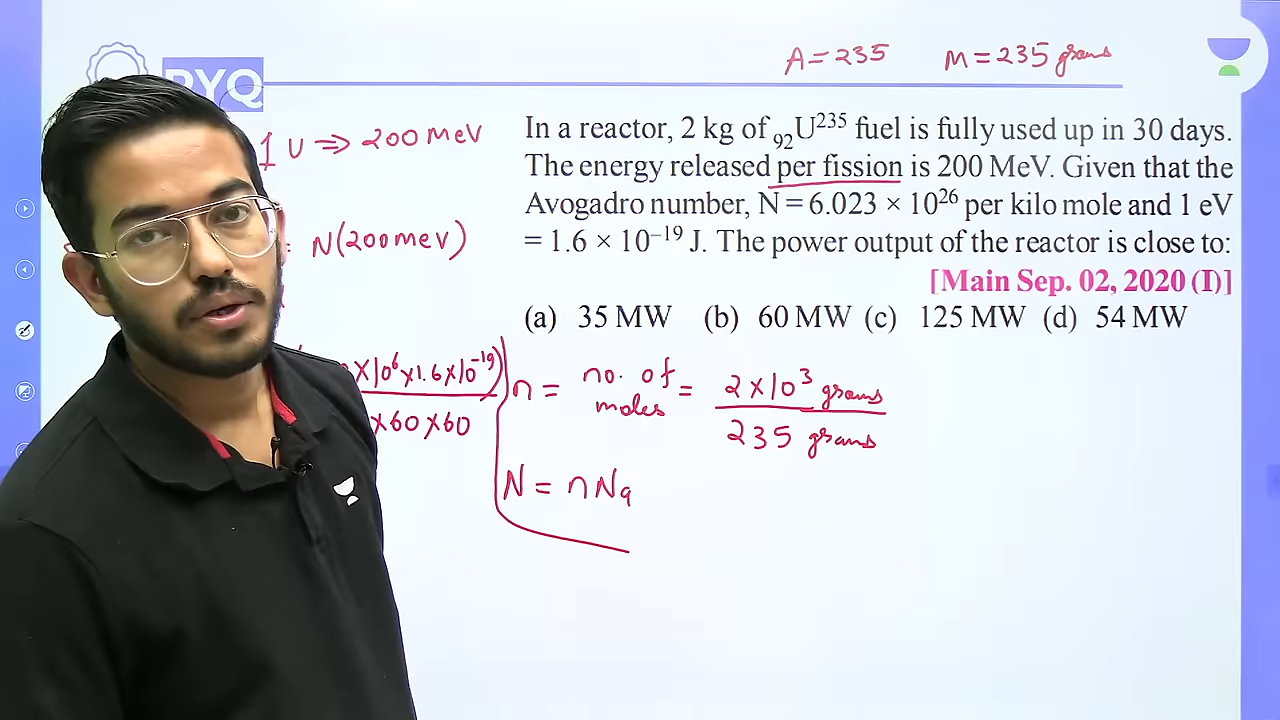 A = 235 M = 235 grams
PYQ
1 U ⇒ 200 MeV
N(200 meV)
In a reactor, 2 kg of ₉₂U²³⁵ fuel is fully used up in 30 days.
The energy released per fission is 200 MeV. Given that the
Avogadro number, N = 6.023 × 10²⁶ per kilo mole and 1 eV
= 1.6 × 10⁻¹⁹ J. The power output of the reactor is close to:
[Main Sep. 02, 2020 (I)]
(a) 35 MW (b) 60 MW (c) 125 MW (d) 54 MW
×10⁶×1.6×10⁻¹⁹)
×60×60
n = no. of moles = 2×10³ grams
235 grams
N = n Nₐ